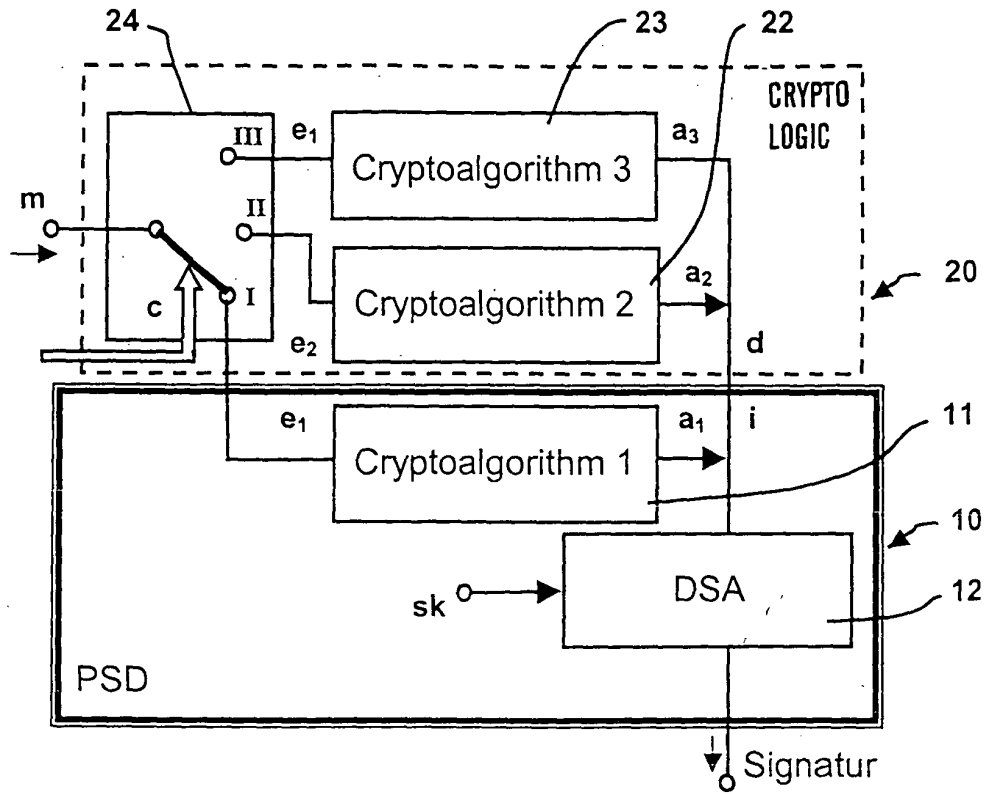 24
23
22
CRYPTO
LOGIC
III
e1
Cryptoalgorithm 3
a3
m
II
20
Cryptoalgorithm 2
a2
c
I
e2
d
e1
a1
i
11
Cryptoalgorithm 1
10
sk
DSA
12
PSD
Signatur